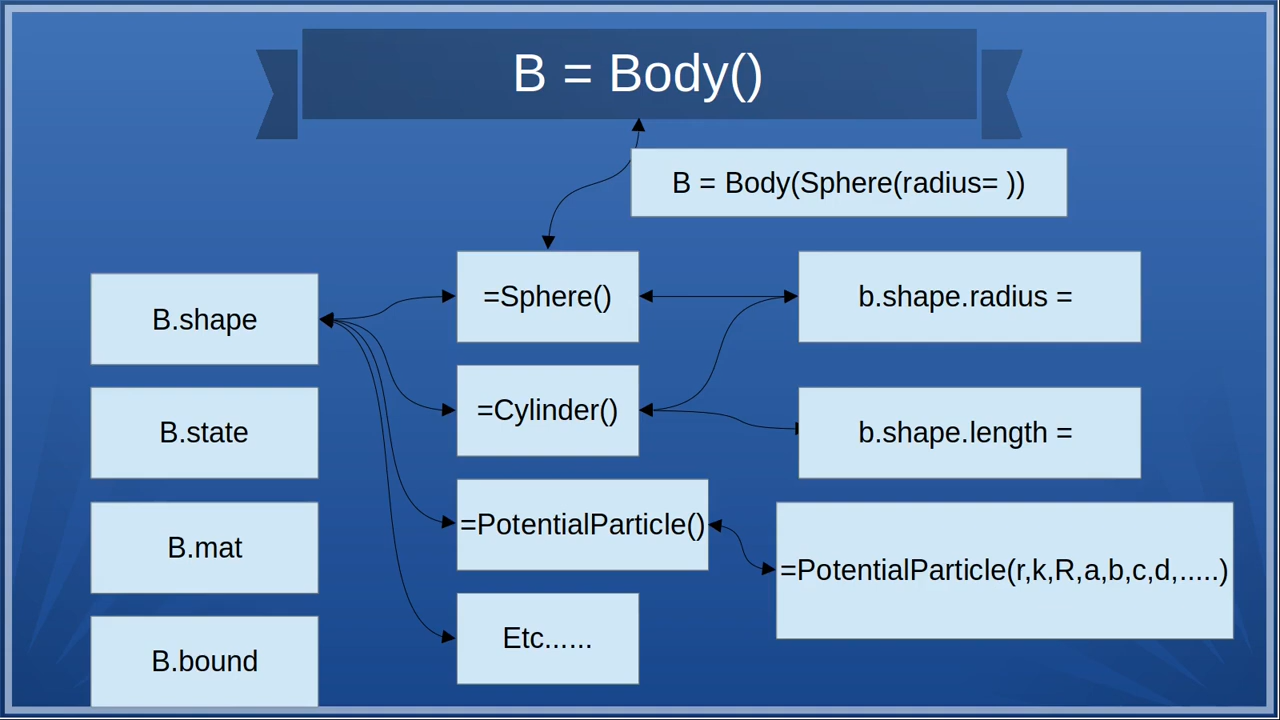 B = Body()
B = Body(Sphere(radius= ))
B.shape
=Sphere()
b.shape.radius =
=Cylinder()
B.state
b.shape.length =
=PotentialParticle()
B.mat
=PotentialParticle(r,k,R,a,b,c,d,.....)
Etc......
B.bound